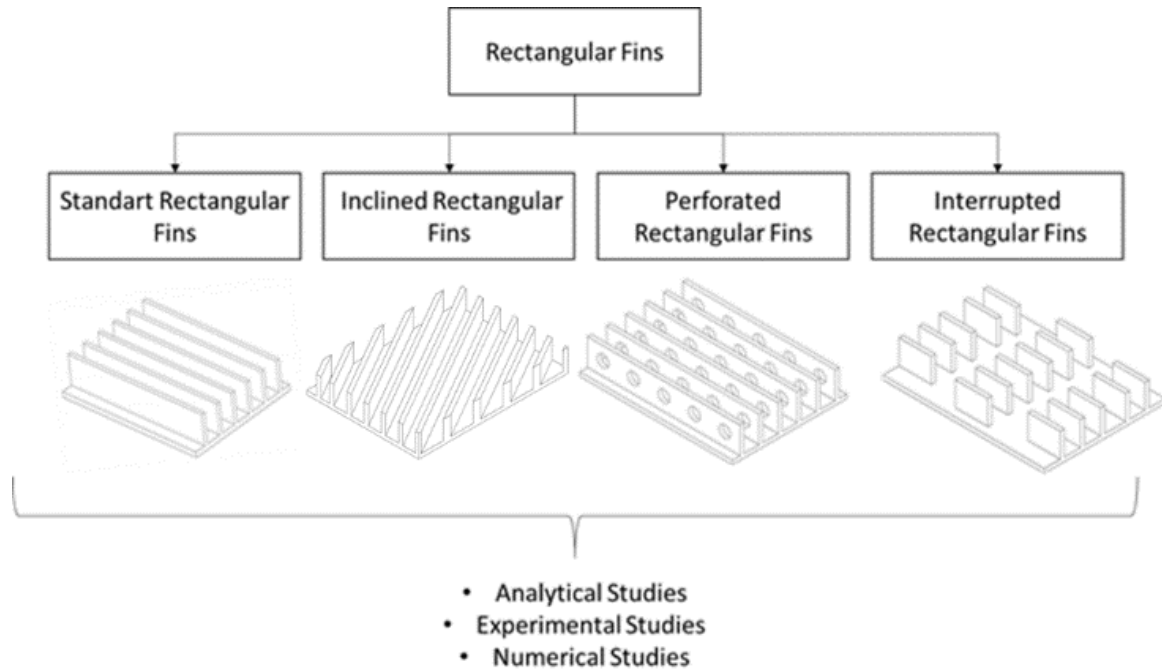 Rectangular Fins
Standart Rectangular
Fins
Inclined Rectangular
Fins
Perforated
Rectangular Fins
Interrupted
Rectangular Fins
• Analytical Studies
• Experimental Studies
• Numerical Studies